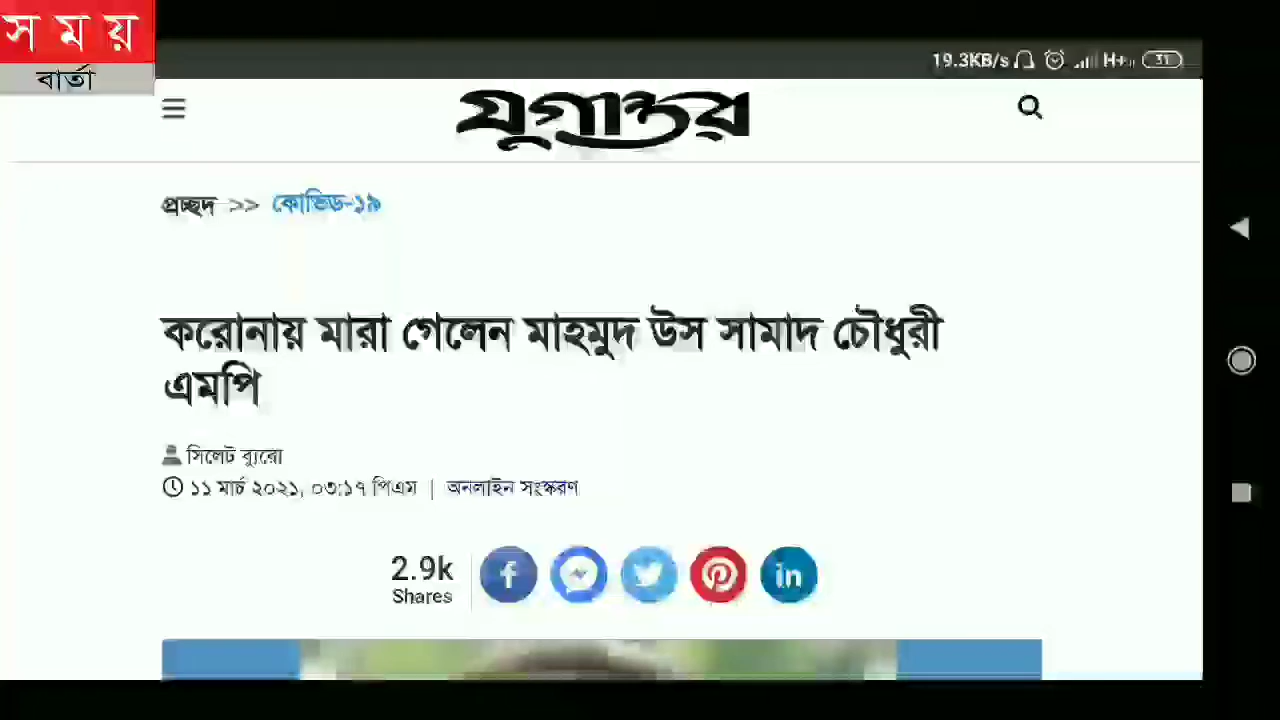 সময়
বার্তা
19.3KB/s H+ 31
যুগান্তর
প্রচ্ছদ >> কোভিড-১৯
করোনায় মারা গেলেন মাহমুদ উস সামাদ চৌধুরী
এমপি
সিলেট ব্যুরো
১১ মার্চ ২০২১, ০৩:১৭ পিএম | অনলাইন সংস্করণ
2.9k
Shares